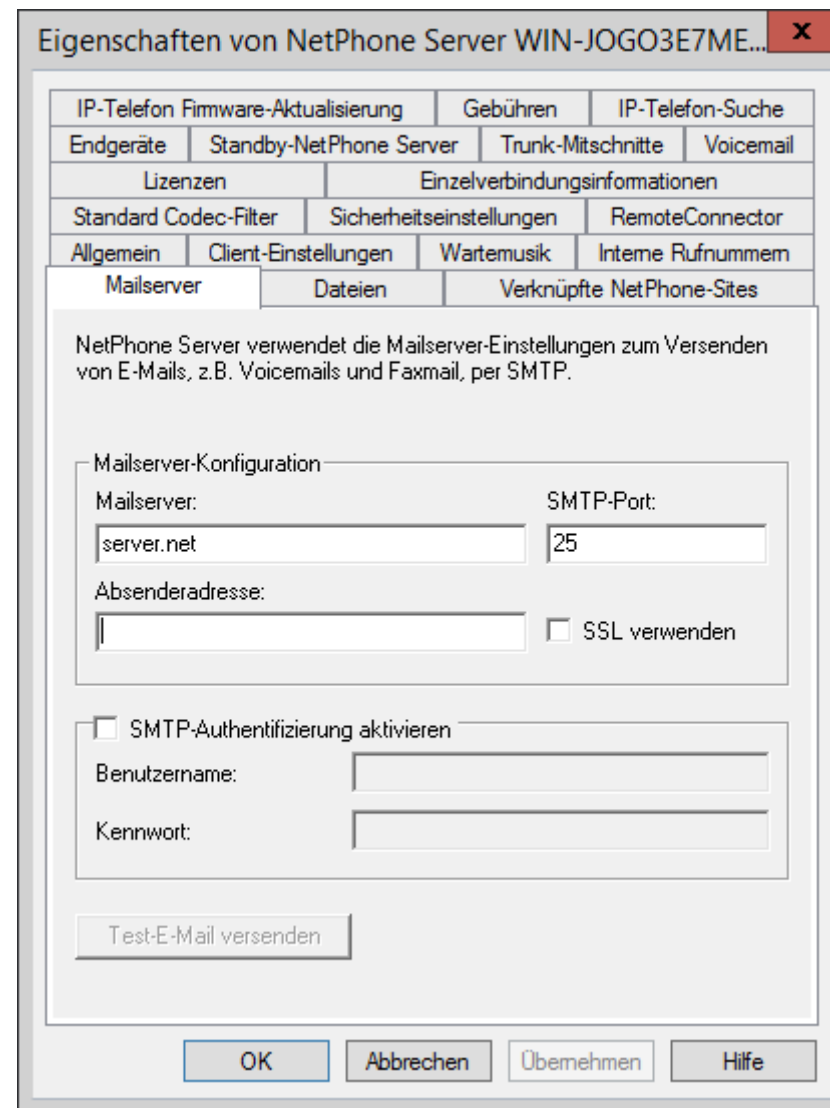 Eigenschaften von NetPhone Server WIN-JOGO3E7ME... x
IP-Telefon Firmware-Aktualisierung Gebühren IP-Telefon-Suche
Endgeräte Standby-NetPhone Server Trunk-Mitschnitte Voicemail
Lizenzen Einzelverbindungsinformationen
Standard Codec-Filter Sicherheitseinstellungen RemoteConnector
Allgemein Client-Einstellungen Wartemusik Interne Rufnummern
Mailserver Dateien Verknüpfte NetPhone-Sites
NetPhone Server verwendet die Mailserver-Einstellungen zum Versenden
von E-Mails, z.B. Voicemails und Faxmail, per SMTP.
Mailserver-Konfiguration
Mailserver: SMTP-Port:
server.net 25
Absenderadresse:
SSL verwenden
SMTP-Authentifizierung aktivieren
Benutzername:
Kennwort:
Test-E-Mail versenden
OK Abbrechen Übernehmen Hilfe